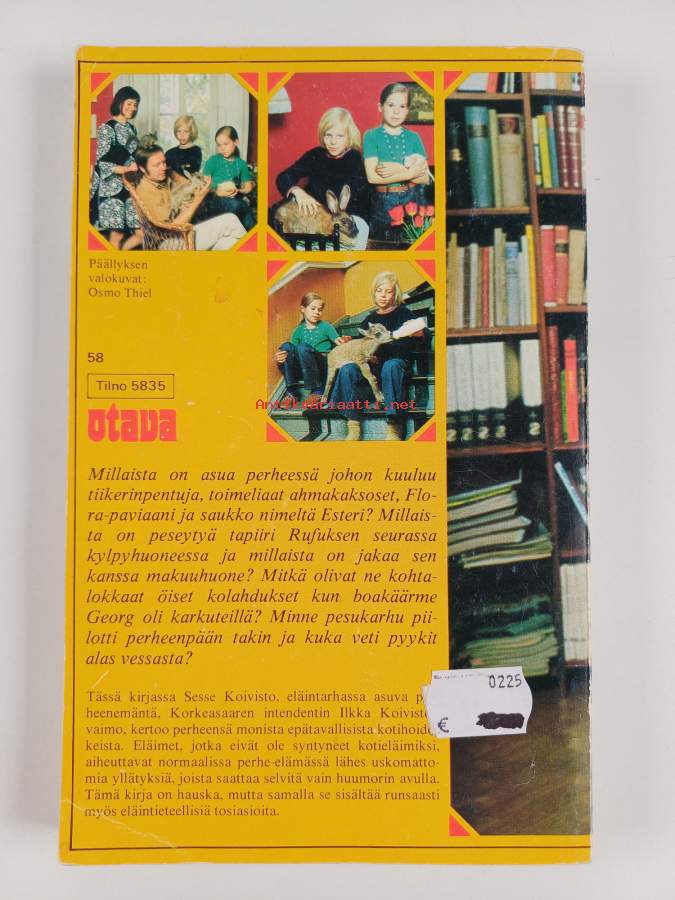 Päällyksen
valokuvat:
Osmo Thiel
58
Tilno 5835
otava
Antikvariaatti.net
Millaista on asua perheessä johon kuuluu
tiikerinpentuja, toimeliaat ahmakaksoset, Flo-
ra-paviaani ja saukko nimeltä Esteri? Millais-
ta on peseytyä tapiiri Rufuksen seurassa
kylpyhuoneessa ja millaista on jakaa sen
kanssa makuuhuone? Mitkä olivat ne kohta-
lokkaat öiset kolahdukset kun boakäärme
Georg oli karkuteillä? Minne pesukarhu pii-
lotti perheenpään takin ja kuka veti pyykit
alas vessasta?
0225
€
Tässä kirjassa Sesse Koivisto, eläintarhassa asuva
heenemäntä, Korkeasaaren intendentin Ilkka Koivisto
vaimo, kertoo perheensä monista epätavallisista kotihoido
keista. Eläimet, jotka eivät ole syntyneet kotieläimiksi,
aiheuttavat normaalissa perhe-elämässä lähes uskomatto-
mia yllätyksiä, joista saattaa selvitä vain huumorin avulla.
Tämä kirja on hauska, mutta samalla se sisältää runsaasti
myös eläintieteellisiä tosiasioita.